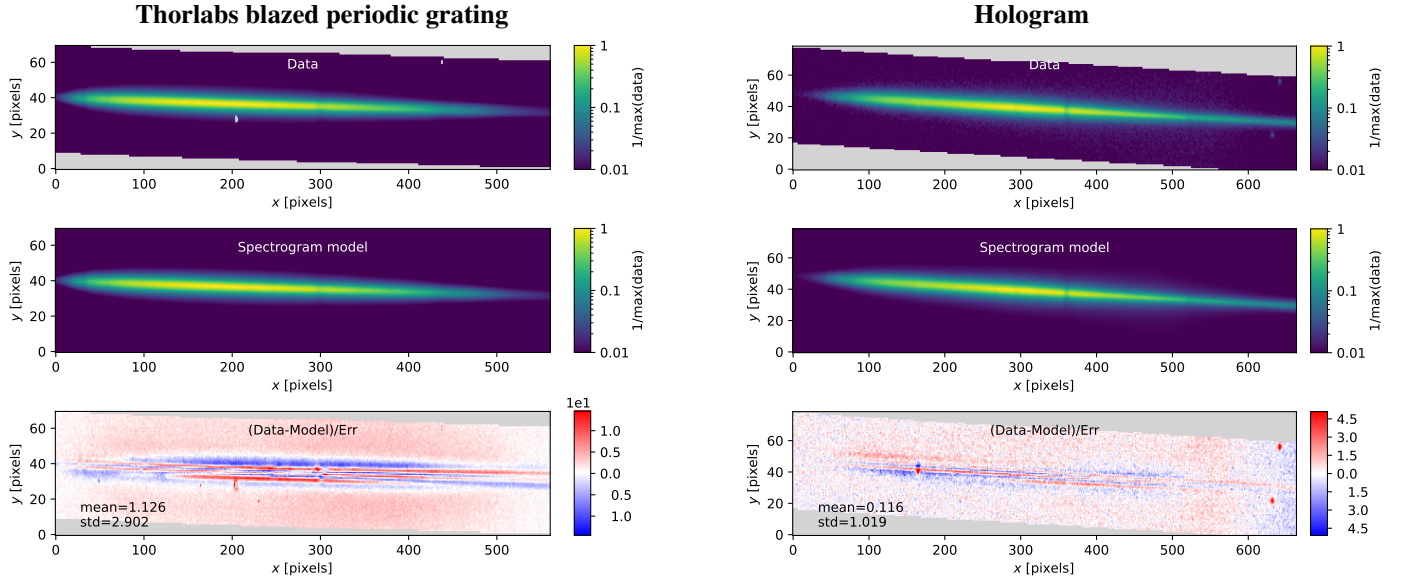 Thorlabs blazed periodic grating
Data
y [pixels]
60
40
20
0
0 100 200 300 400 500
x [pixels]
1
0.1
0.01
1/max(data)
Spectrogram model
y [pixels]
60
40
20
0
0 100 200 300 400 500
x [pixels]
1
0.1
0.01
1/max(data)
(Data-Model)/Err
y [pixels]
60
40
20
0
mean=1.126
std=2.902
0 100 200 300 400 500
x [pixels]
1e1
1.0
0.5
0.0
0.5
1.0
Hologram
Data
y [pixels]
60
40
20
0
0 100 200 300 400 500 600
x [pixels]
1
0.1
0.01
1/max(data)
Spectrogram model
y [pixels]
60
40
20
0
0 100 200 300 400 500 600
x [pixels]
1
0.1
0.01
1/max(data)
(Data-Model)/Err
y [pixels]
60
40
20
0
mean=0.116
std=1.019
0 100 200 300 400 500 600
x [pixels]
4.5
3.0
1.5
0.0
1.5
3.0
4.5